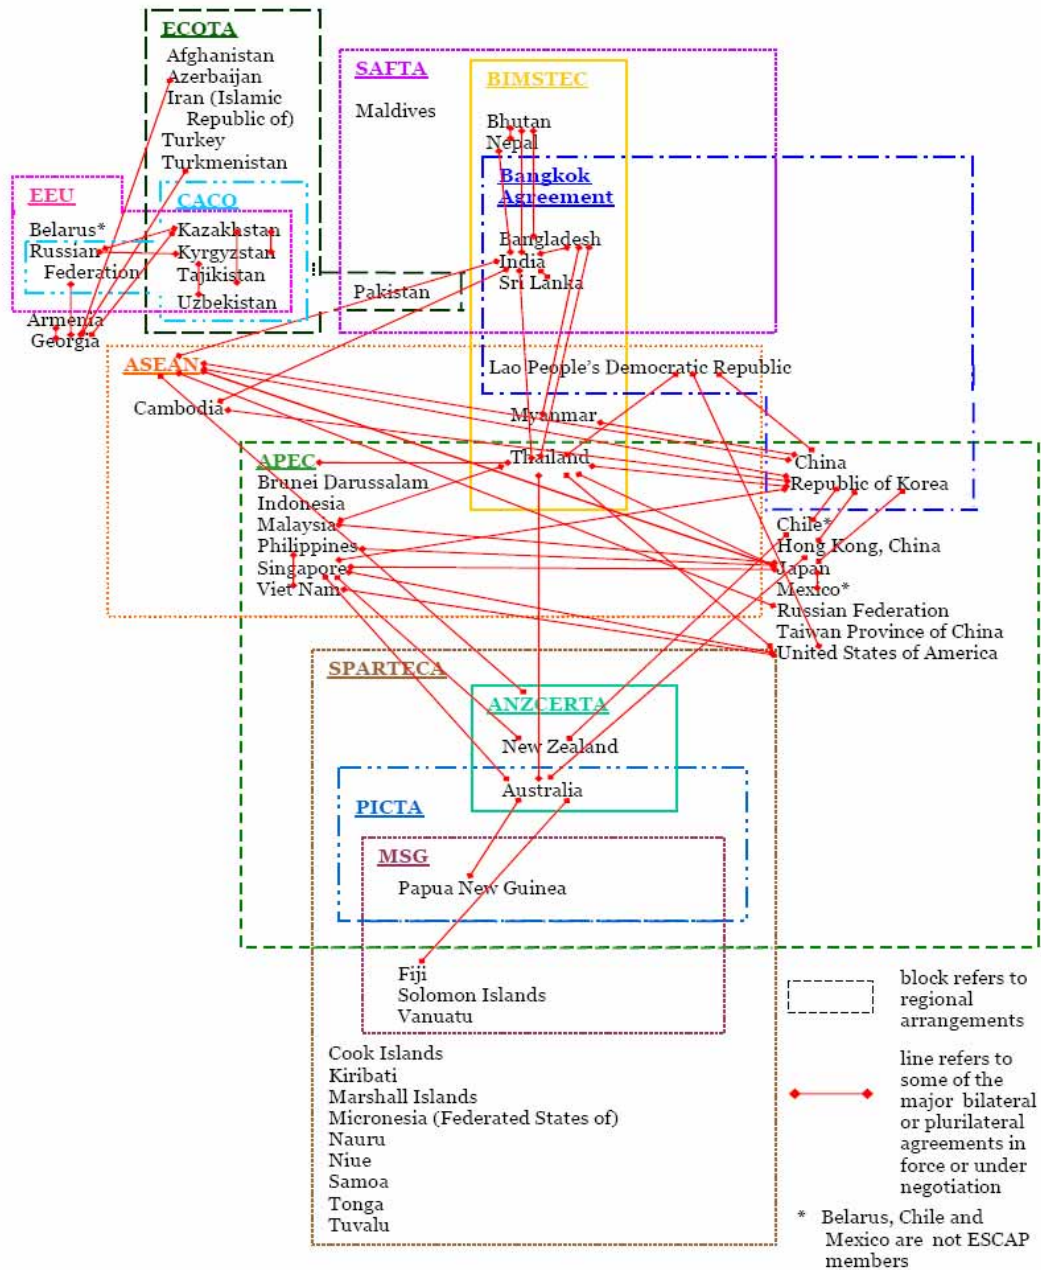 ECOTA
Afghanistan
Azerbaijan
Iran (Islamic
Republic of)
Turkey
Turkmenistan
SAFTA
Maldives
BIMSTEC
Bhutan
Nepal
Bangkok
Agreement
Bangladesh
India
Sri Lanka
EEU
Belarus*
Russian
Federation
CACO
Kazakhstan
Kyrgyzstan
Tajikistan
Uzbekistan
Pakistan
Armenia
Georgia
ASEAN
Cambodia
Lao People's Democratic Republic
Myanmar
Thailand
APEC
Brunei Darussalam
Indonesia
Malaysia
Philippines
Singapore
Viet Nam
China
Republic of Korea
Chile*
Hong Kong, China
Japan
Mexico*
Russian Federation
Taiwan Province of China
United States of America
SPARTECA
ANZCERTA
New Zealand
Australia
PICTA
MSG
Papua New Guinea
Fiji
Solomon Islands
Vanuatu
Cook Islands
Kiribati
Marshall Islands
Micronesia (Federated States of)
Nauru
Niue
Samoa
Tonga
Tuvalu
block refers to
regional
arrangements
line refers to
some of the
major bilateral
or plurilateral
agreements in
force or under
negotiation
* Belarus, Chile and
Mexico are not ESCAP
members